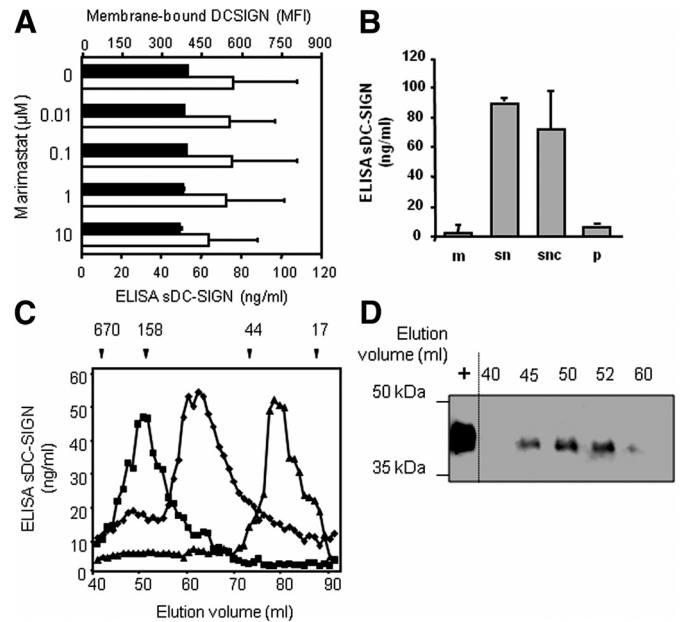 A
Membrane-bound DCSIGN (MFI)
0 150 300 450 600 750 900
Marimastat (µM)
0
0.01
0.1
1
10
0 20 40 60 80 100 120
ELISA sDC-SIGN (ng/ml)
B
ELISA sDC-SIGN
(ng/ml)
120
100
80
60
40
20
0
m sn snc p
C
670 158 44 17
ELISA sDC-SIGN
(ng/ml)
60
50
40
30
20
10
0
40 50 60 70 80 90
Elution volume (ml)
D
Elution
volume (ml)
+ 40 45 50 52 60
50 kDa
35 kDa